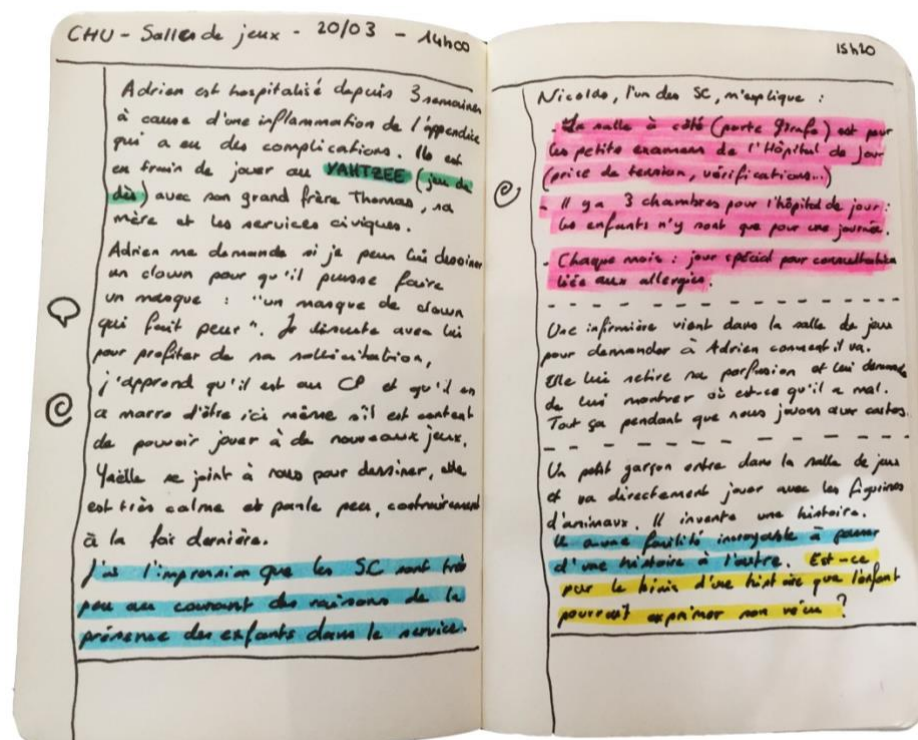 CHU - Salle de jeux - 20/03 - 14h00
Adrien est hospitalisé depuis 3 semaines
à cause d'une inflammation de l'appendice
qui a eu des complications. Ils est
en train de jouer au YAHTZEE (jeu de
dès) avec son grand frère Thomas, sa
mère et les services civiques.
Adrien me demande si je peux lui dessiner
un clown pour qu'il puisse faire
un masque : "un masque de clown
qui fait peur". Je discute avec lui
pour profiter de sa sollicitation,
j'apprend qu'il est au CP et qu'il en
a marre d'être ici même s'il est content
de pouvoir jouer à de nouveaux jeux.
Yaëlle se joint à nous pour dessiner, elle
est très calme et parle peu, contrairement
à la fois dernière.
J'ai l'impression que les SC sont très
peu au courant des raisons de la
présence des enfants dans le service.
15h20
Nicolas, l'un des SC, m'explique :
- La salle à côté (porte Girafe) est pour
les petits examens de l'Hôpital de Jour
(prise de tension, vérifications...)
- Il y a 3 chambres pour l'hôpital de jour :
les enfants n'y sont que pour une journée.
- Chaque mois : jour spécial pour consultation
liée aux allergies.
Une infirmière vient dans la salle de jeux
pour demander à Adrien comment il va.
Elle lui retire sa perfusion et lui demande
de lui montrer où est-ce qu'il a mal.
Tout ça pendant que nous jouons aux cartes.
Un petit garçon entre dans la salle de jeux
et va directement jouer avec les figurines
d'animaux. Il invente une histoire.
Il a une facilité incroyable à passer
d'une histoire à l'autre. Est-ce
par le biais d'une histoire que l'enfant
pourrait exprimer son vécu ?